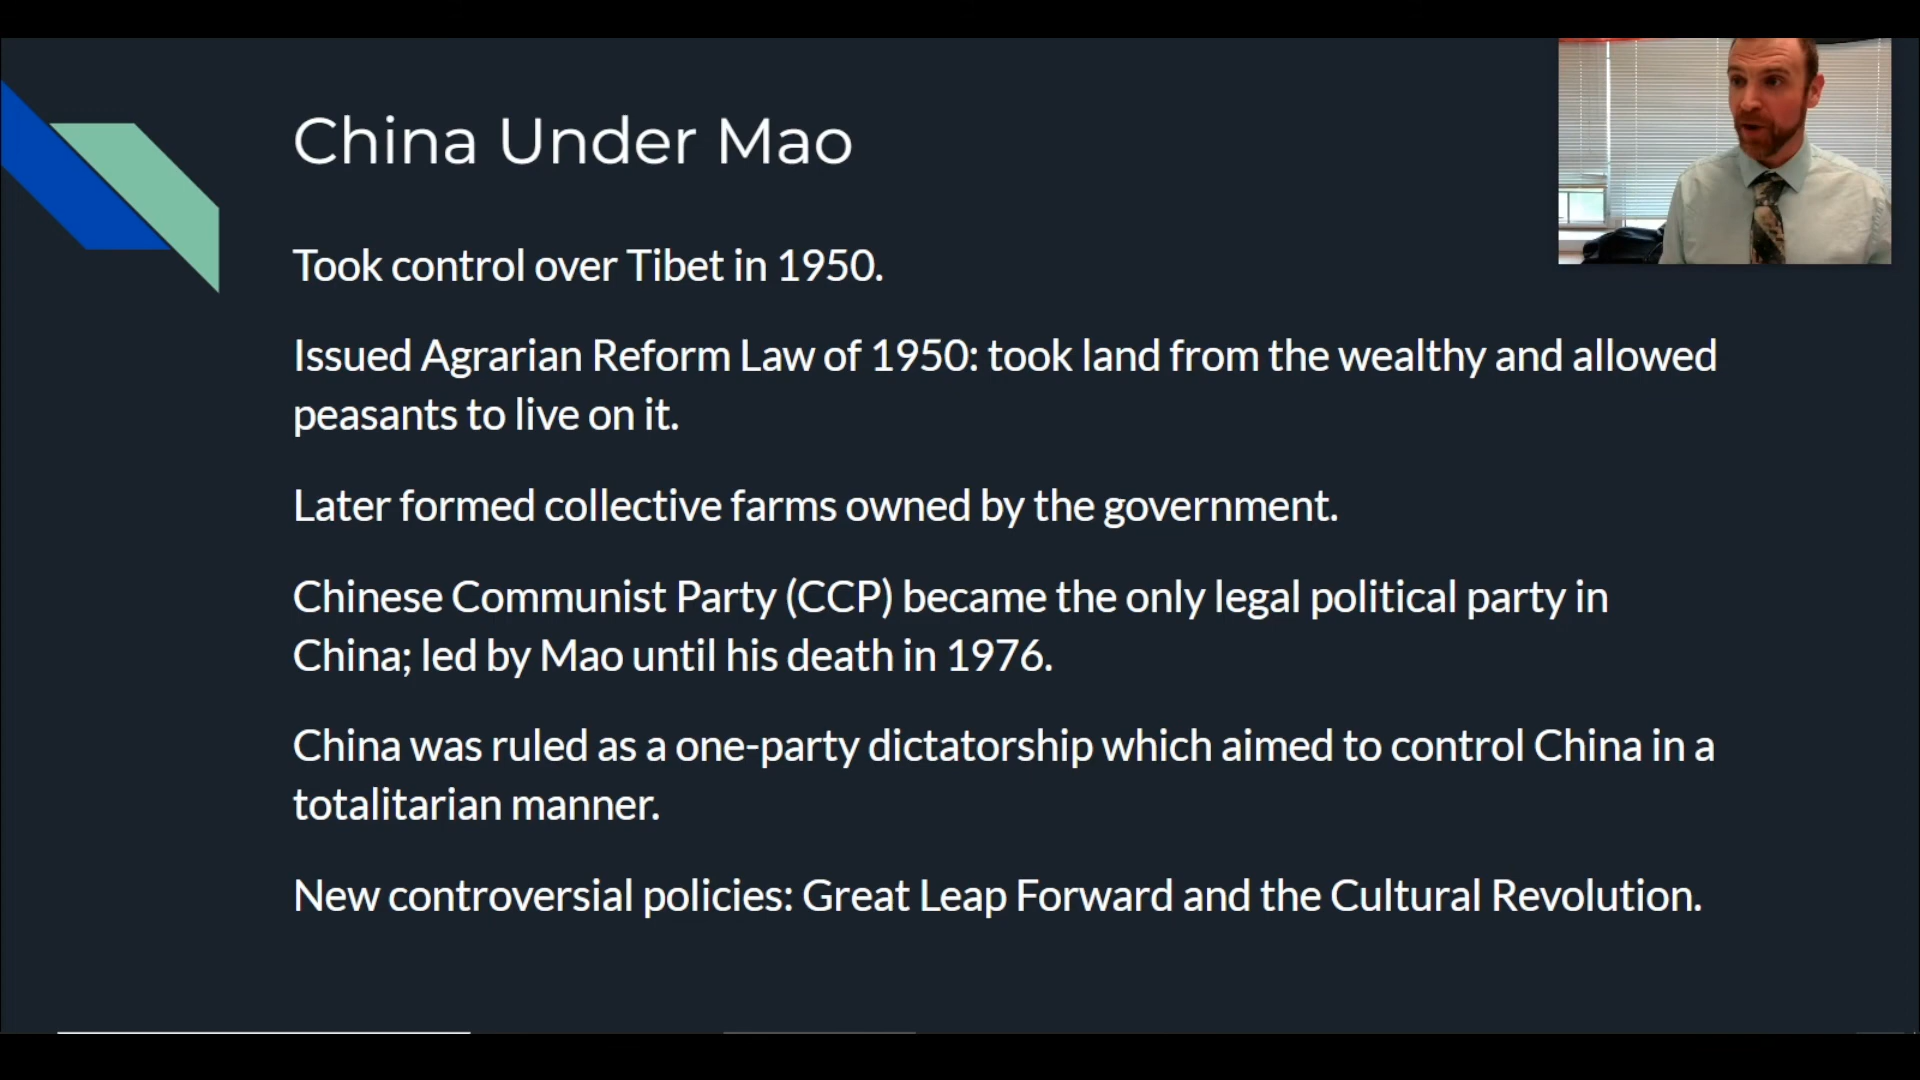 China Under Mao
Took control over Tibet in 1950.
Issued Agrarian Reform Law of 1950: took land from the wealthy and allowed
peasants to live on it.
Later formed collective farms owned by the government.
Chinese Communist Party (CCP) became the only legal political party in
China; led by Mao until his death in 1976.
China was ruled as a one-party dictatorship which aimed to control China in a
totalitarian manner.
New controversial policies: Great Leap Forward and the Cultural Revolution.